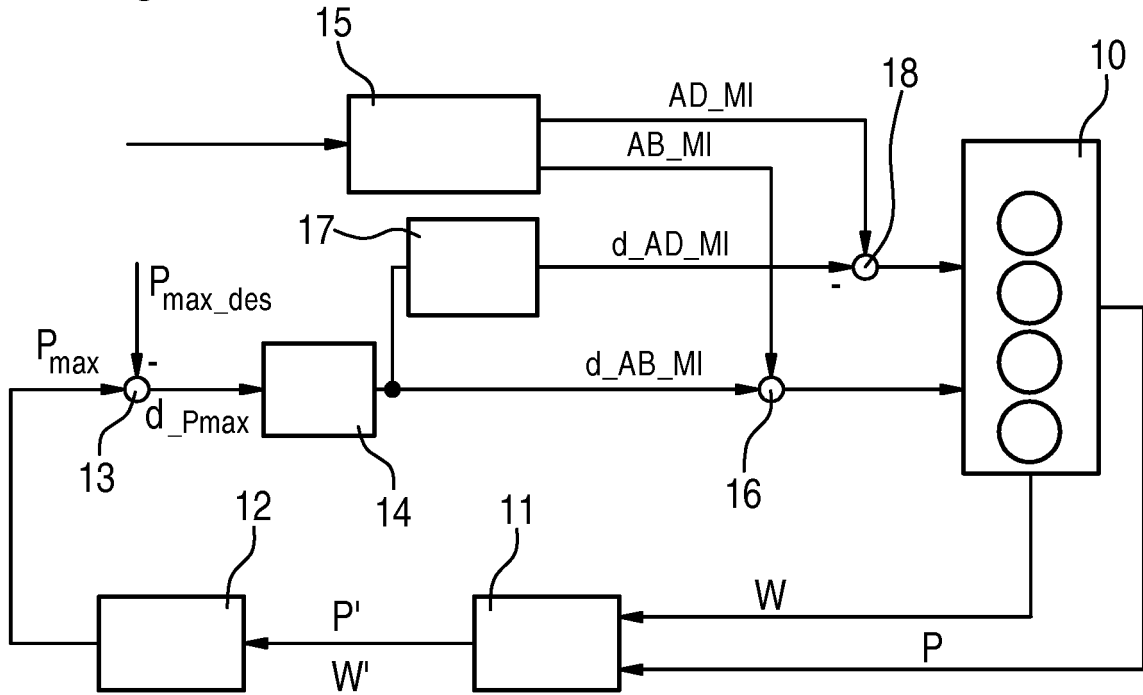 15
10
18
AD_MI
AB_MI
17
d_AD_MI
-
P_max_des
P_max
-
d_AB_MI
d_Pmax
13
14
16
12
11
W
P'
P
W'